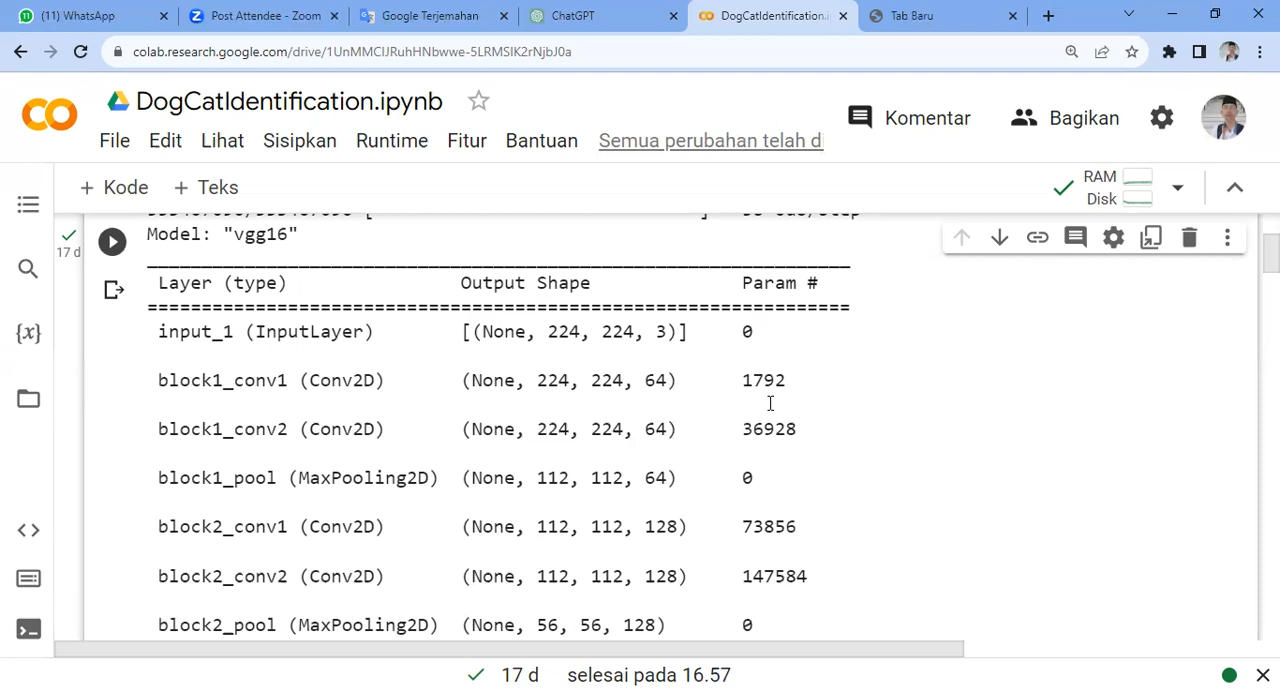 (11) WhatsApp
Post Attendee - Zoom
Google Terjemahan
ChatGPT
DogCatIdentification.i
Tab Baru
colab.research.google.com/drive/1UnMMCIJRuhHNbwwe-5LRMSIK2rNjbJ0a
DogCatIdentification.ipynb
Komentar
Bagikan
File Edit Lihat Sisipkan Runtime Fitur Bantuan Semua perubahan telah di
+ Kode + Teks
RAM
Disk
17 d
Model: "vgg16"
Layer (type) Output Shape Param #
input_1 (InputLayer) [(None, 224, 224, 3)] 0
block1_conv1 (Conv2D) (None, 224, 224, 64) 1792
block1_conv2 (Conv2D) (None, 224, 224, 64) 36928
block1_pool (MaxPooling2D) (None, 112, 112, 64) 0
block2_conv1 (Conv2D) (None, 112, 112, 128) 73856
block2_conv2 (Conv2D) (None, 112, 112, 128) 147584
block2_pool (MaxPooling2D) (None, 56, 56, 128) 0
17 d selesai pada 16.57